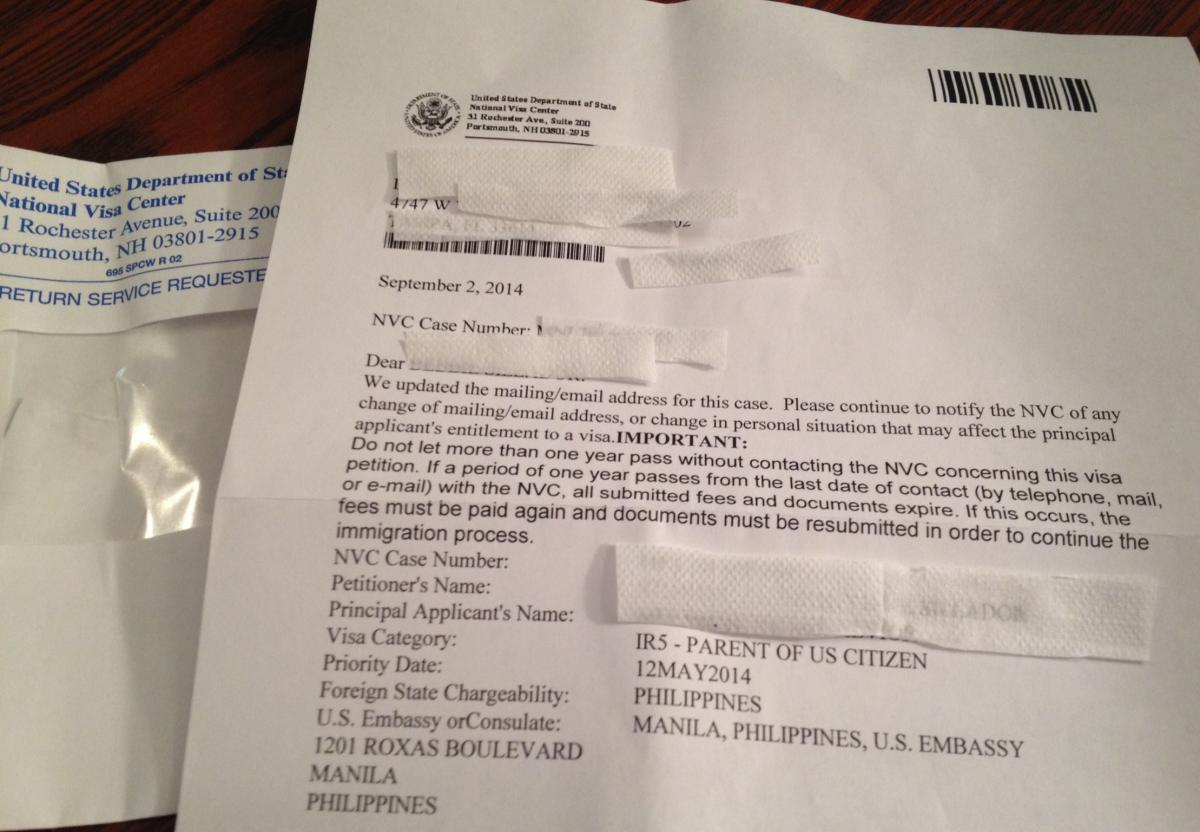 United States Department of State
National Visa Center
31 Rochester Ave, Suite 200
Portsmouth, NH 03801-2915
United States Department of St
National Visa Center
1 Rochester Avenue, Suite 200
ortsmouth, NH 03801-2915
695 SPCW R 02
RETURN SERVICE REQUESTE
4747 W
September 2, 2014
NVC Case Number:
Dear
We updated the mailing/email address for this case. Please continue to notify the NVC of any
change of mailing/email address, or change in personal situation that may affect the principal
applicant's entitlement to a visa.IMPORTANT:
Do not let more than one year pass without contacting the NVC concerning this visa
petition. If a period of one year passes from the last date of contact (by telephone, mail,
or e-mail) with the NVC, all submitted fees and documents expire. If this occurs, the
fees must be paid again and documents must be resubmitted in order to continue the
immigration process.
NVC Case Number:
Petitioner's Name:
Principal Applicant's Name:
Visa Category: IR5 - PARENT OF US CITIZEN
Priority Date: 12MAY2014
Foreign State Chargeability: PHILIPPINES
U.S. Embassy orConsulate: MANILA, PHILIPPINES, U.S. EMBASSY
1201 ROXAS BOULEVARD
MANILA
PHILIPPINES